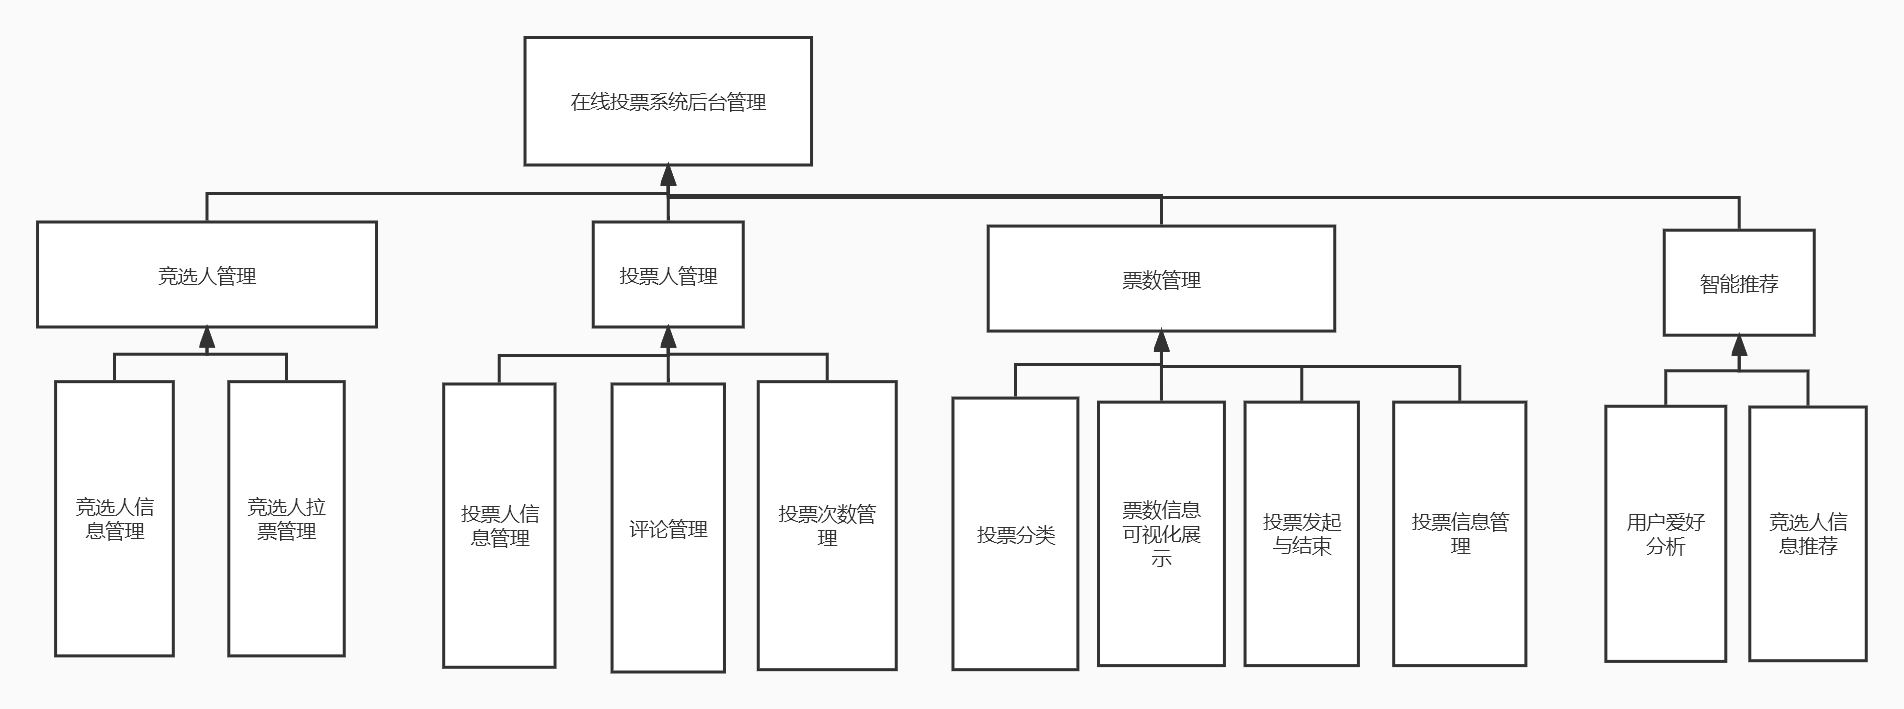 在线投票系统后台管理
竞选人管理
投票人管理
票数管理
智能推荐
竞选人信
息管理
竞选人拉
票管理
投票人信
息管理
评论管理
投票次数管
理
投票分类
票数信息
可视化展
示
投票发起
与结束
投票信息管
理
用户爱好
分析
竞选人信
息推荐